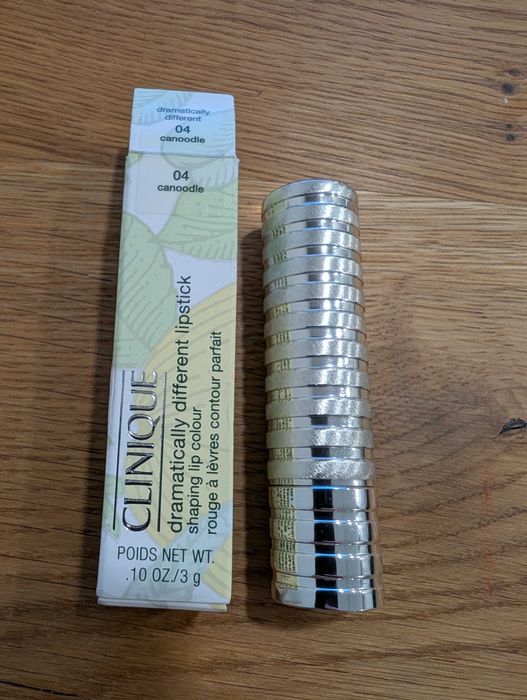 dramatically
different
04
canoodle
04
canoodle
CLINIQUE
dramatically different lipstick
shaping lip colour
rouge à lèvres contour parfait
POIDS NET WT.
.10 OZ./3 g